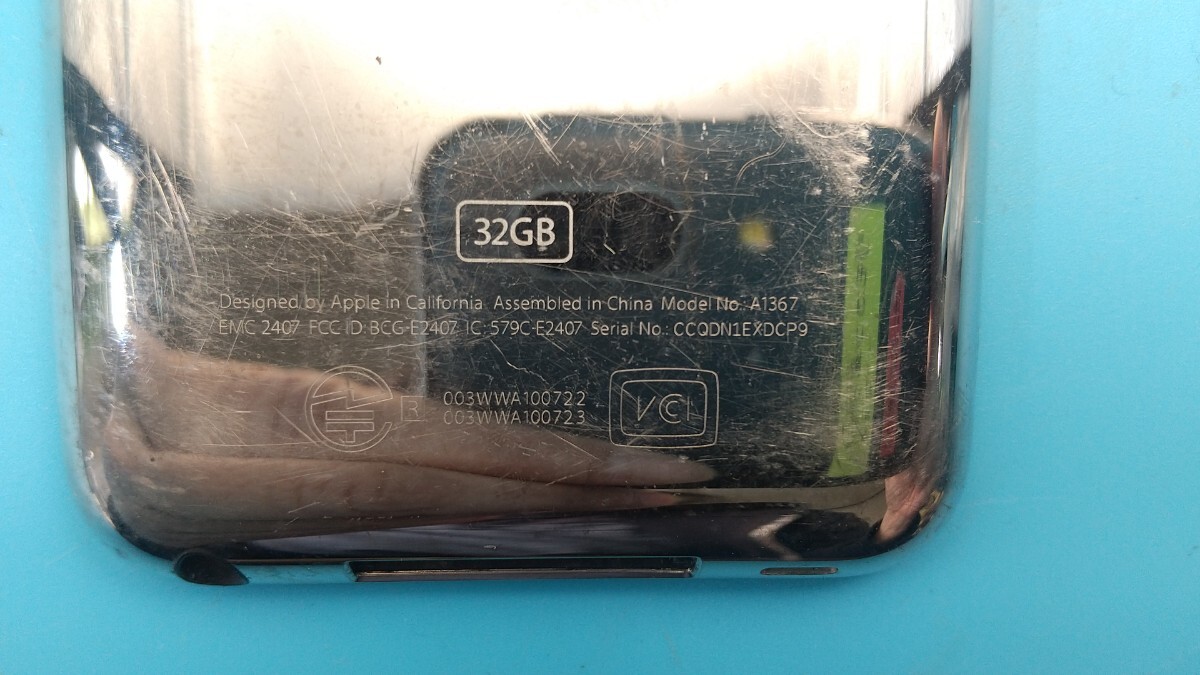 32GB
Designed by Apple in California Assembled in China Model No.: A1367
EMC 2407 FCC ID: BCG-E2407 IC: 579C-E2407 Serial No.: CCQDN1EXDCP9
R 003WWA100722
003WWA100723
VCI